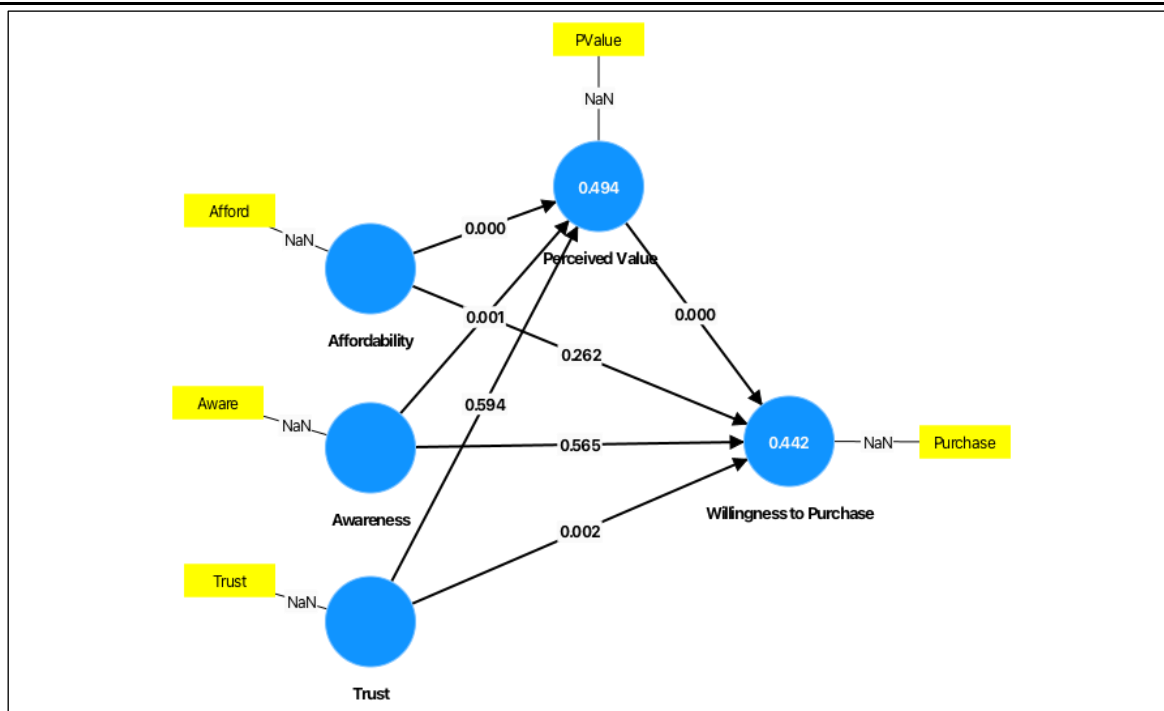 PValue
NaN
0.494
Perceived Value
Afford
NaN
0.000
Affordability
0.001
0.000
0.262
Aware
NaN
0.594
0.565
Awareness
0.442
NaN
Purchase
Willingness to Purchase
0.002
Trust
NaN
Trust